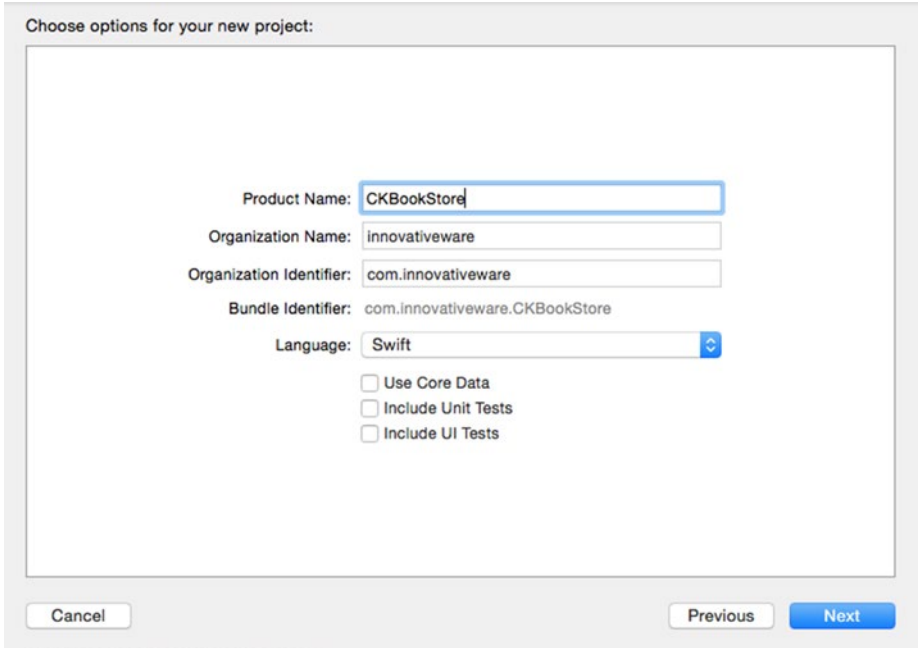 Choose options for your new project:
Product Name: CKBookStore
Organization Name: innovativeware
Organization Identifier: com.innovativeware
Bundle Identifier: com.innovativeware.CKBookStore
Language: Swift
Use Core Data
Include Unit Tests
Include UI Tests
Cancel Previous Next